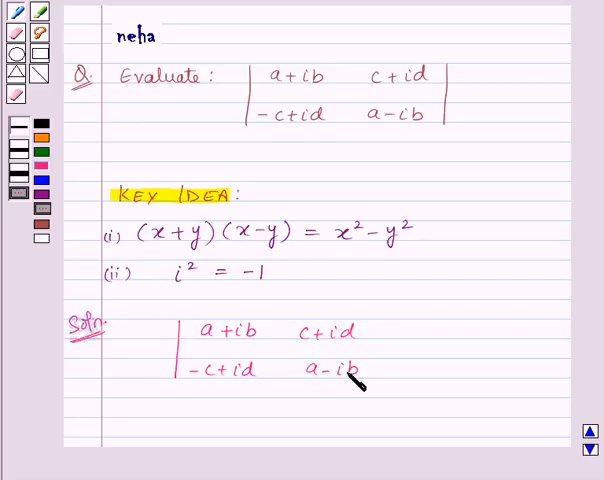 neha
Q. Evaluate: | a+ib c+id |
| -c+id a-ib |
KEY IDEA:
(i) (x+y)(x-y) = x² - y²
(ii) i² = -1
Soln. | a+ib c+id
| -c+id a-ib